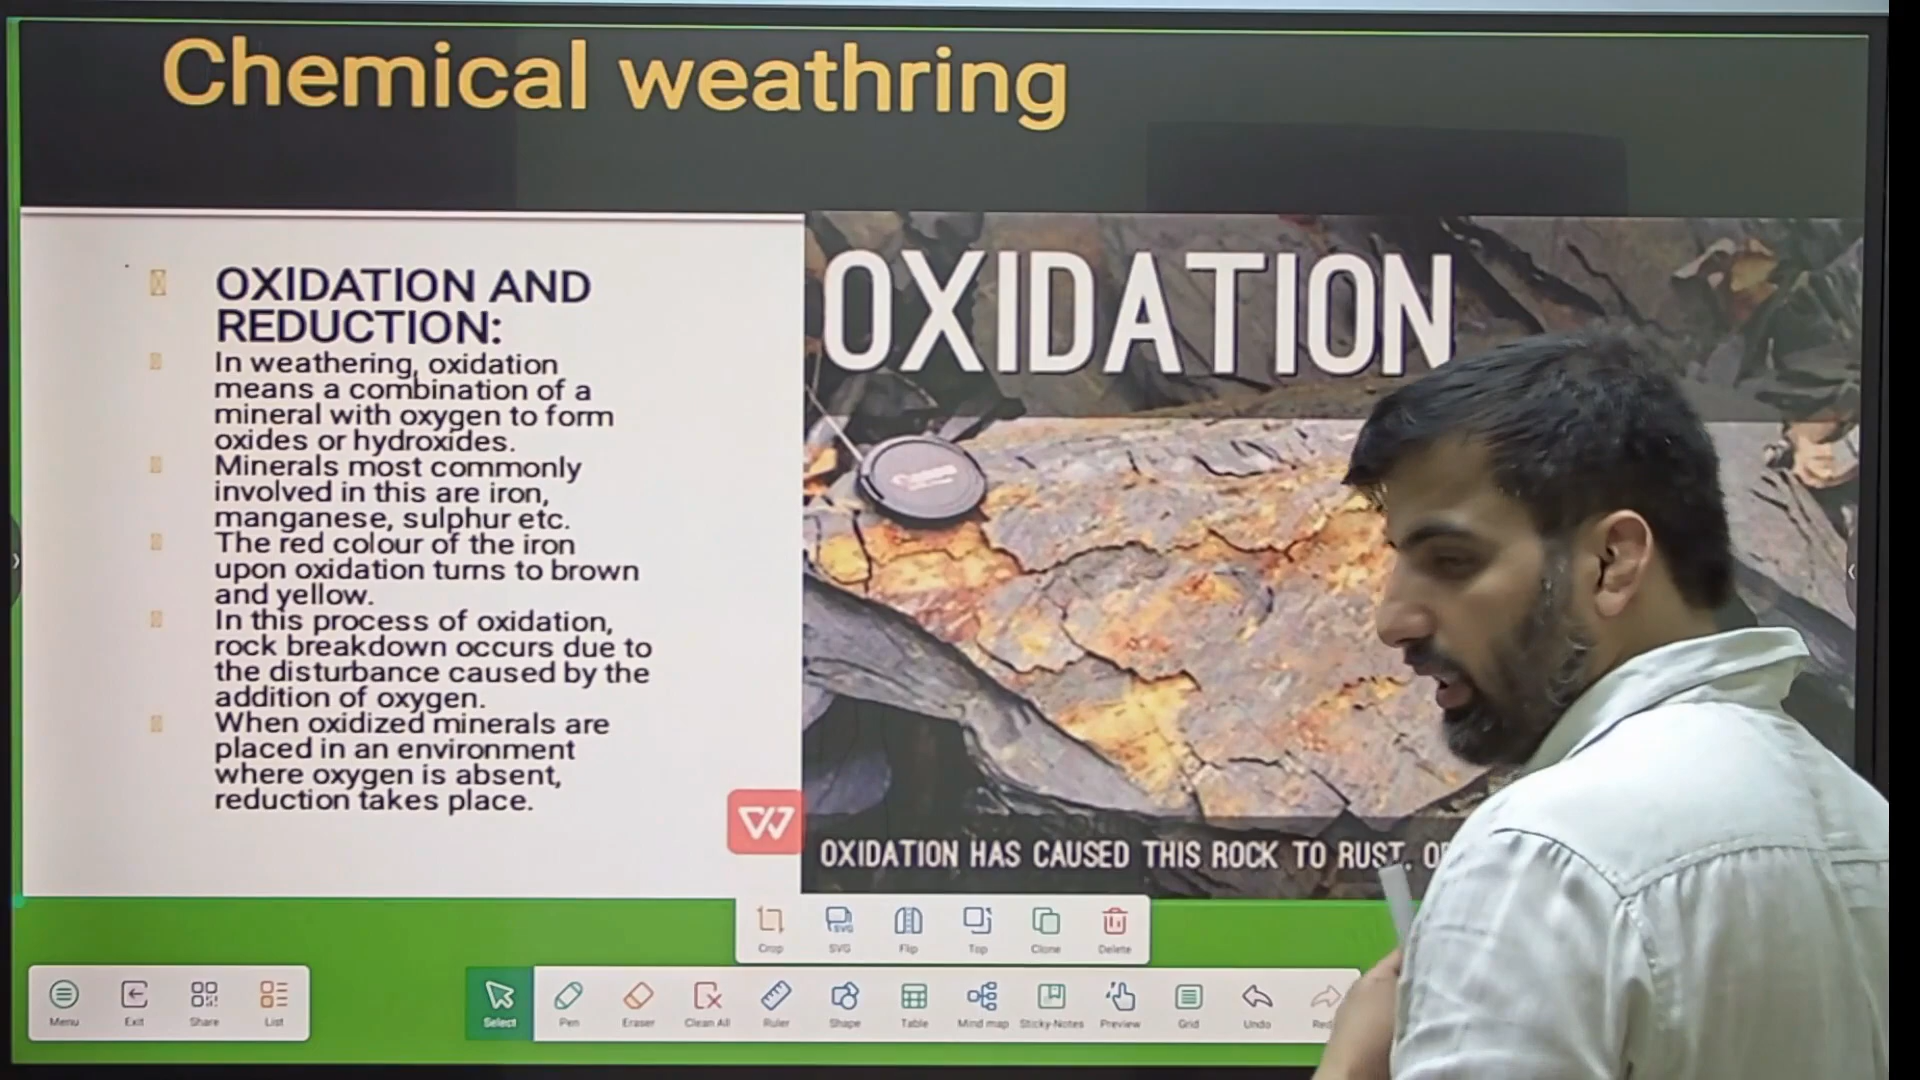 Chemical weathring
OXIDATION AND
REDUCTION:
In weathering, oxidation
means a combination of a
mineral with oxygen to form
oxides or hydroxides.
Minerals most commonly
involved in this are iron,
manganese, sulphur etc.
The red colour of the iron
upon oxidation turns to brown
and yellow.
In this process of oxidation,
rock breakdown occurs due to
the disturbance caused by the
addition of oxygen.
When oxidized minerals are
placed in an environment
where oxygen is absent,
reduction takes place.
OXIDATION
Canon
OXIDATION HAS CAUSED THIS ROCK TO RUST.
Crop SVG Flip Top Clone Delete
Menu Exit Share List
Select Pen Eraser Clean All Ruler Shape Table Mind map Sticky-Notes Preview Grid Undo